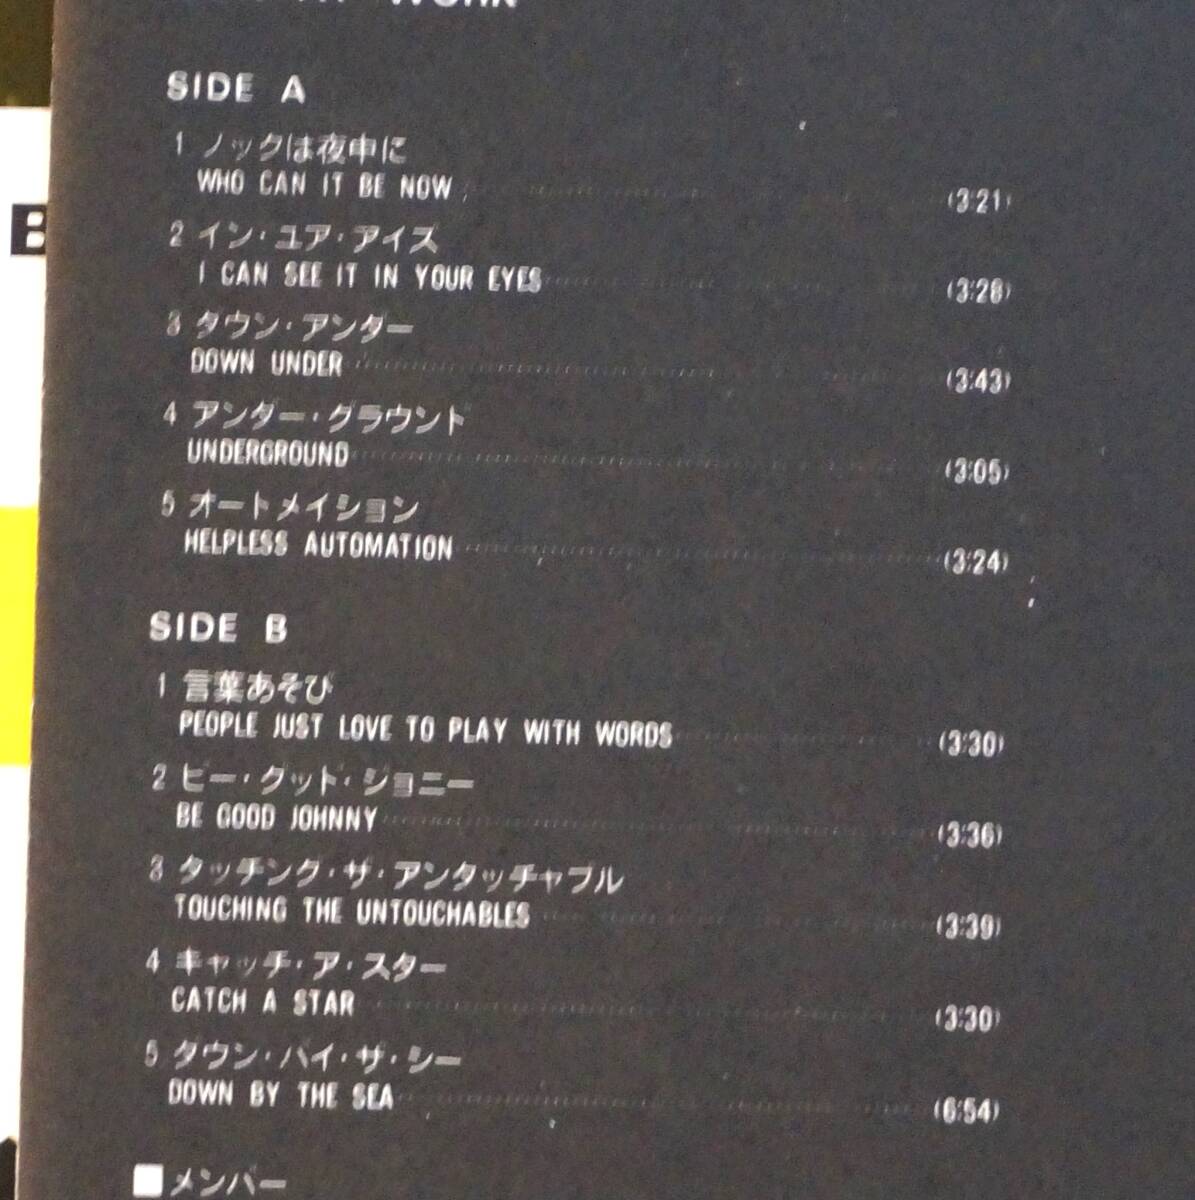 WORK
SIDE A
1 ノックは夜中に
WHO CAN IT BE NOW (3:21)
2 イン・ユア・アイズ
I CAN SEE IT IN YOUR EYES (3:28)
3 ダウン・アンダー
DOWN UNDER (3:43)
4 アンダー・グラウンド
UNDERGROUND (3:05)
5 オートメイション
HELPLESS AUTOMATION (3:24)
SIDE B
1 言葉あそび
PEOPLE JUST LOVE TO PLAY WITH WORDS (3:30)
2 ビー・グッド・ジョニー
BE GOOD JOHNNY (3:36)
3 タッチング・ザ・アンタッチャブル
TOUCHING THE UNTOUCHABLES (3:39)
4 キャッチ・ア・スター
CATCH A STAR (3:30)
5 ダウン・バイ・ザ・シー
DOWN BY THE SEA (6:54)
■メンバー